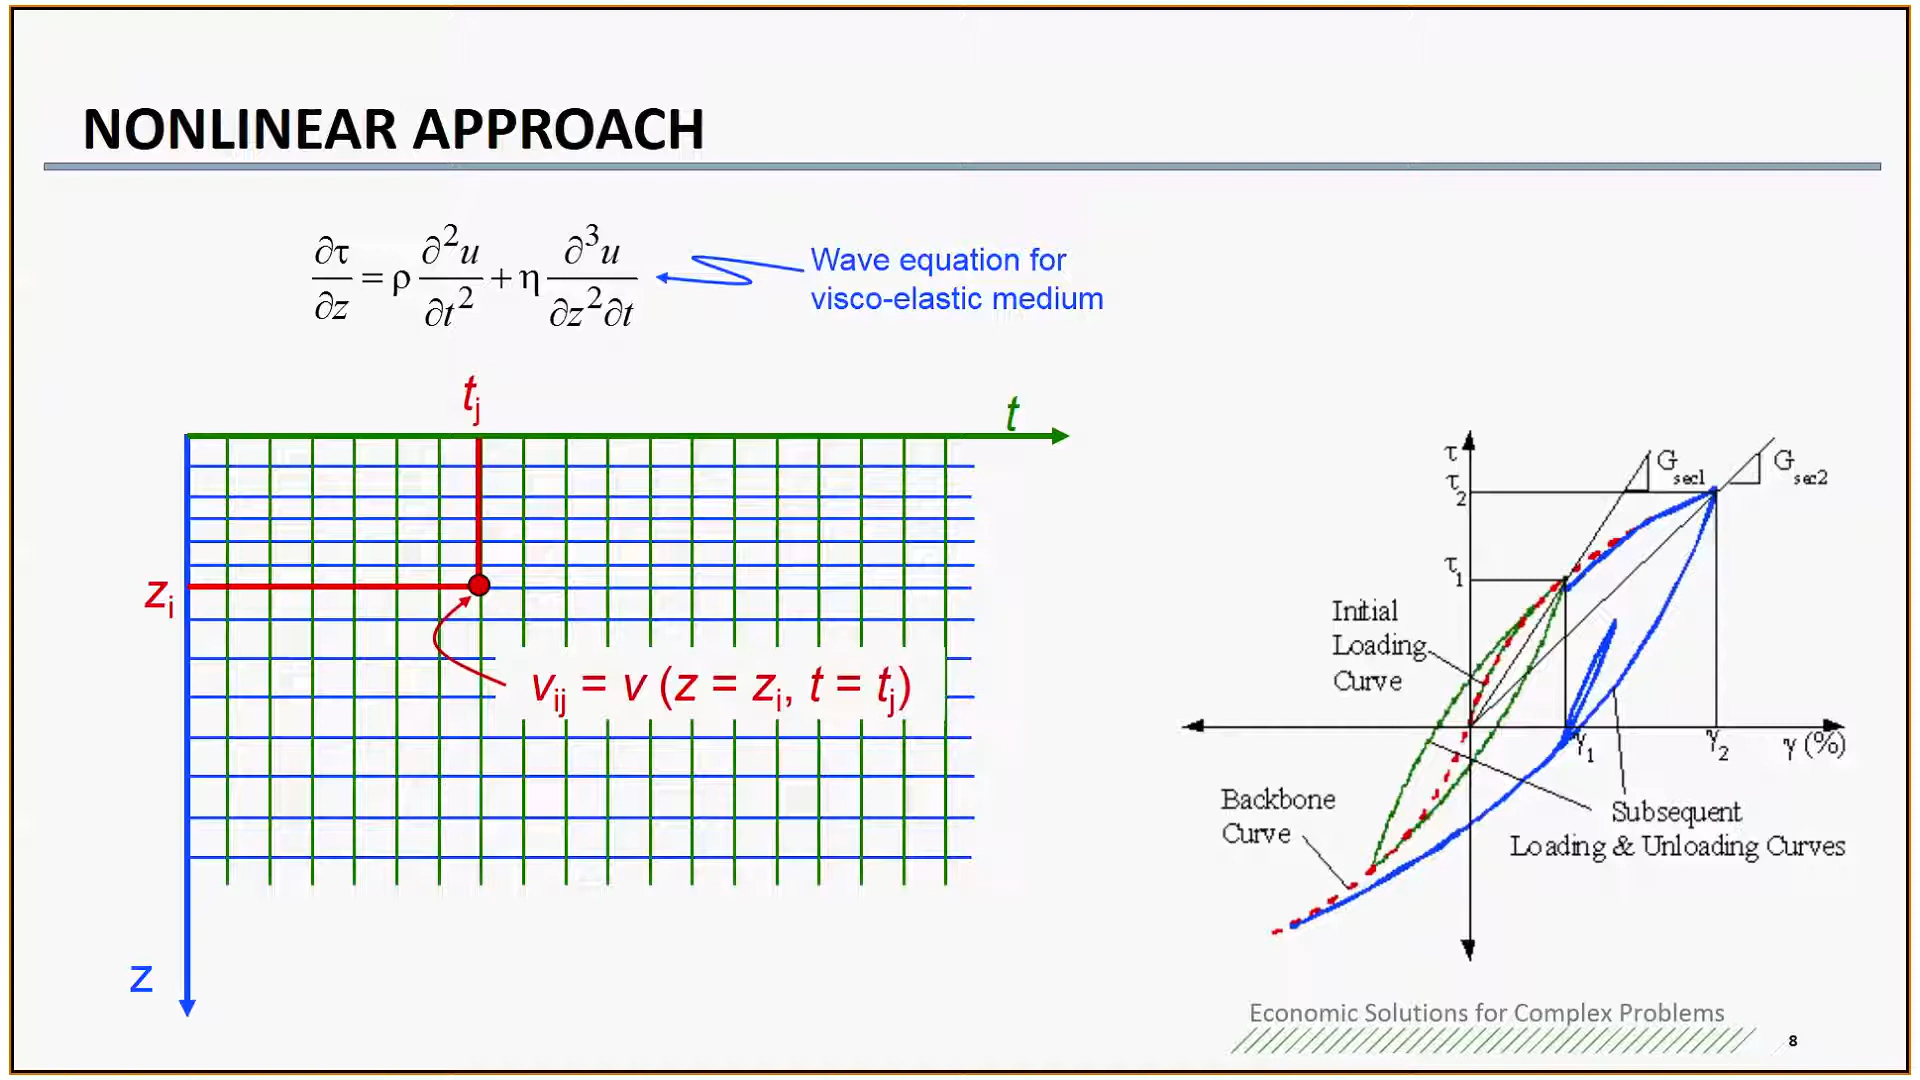 NONLINEAR APPROACH
∂τ/∂z = ρ ∂²u/∂t² + η ∂³u/∂z²∂t
Wave equation for
visco-elastic medium
tj
t
zi
vij = v (z = zi, t = tj)
z
τ
τ2
τ1
Gsec1
Gsec2
Initial
Loading
Curve
γ1
γ2
γ (%)
Backbone
Curve
Subsequent
Loading & Unloading Curves
Economic Solutions for Complex Problems
8